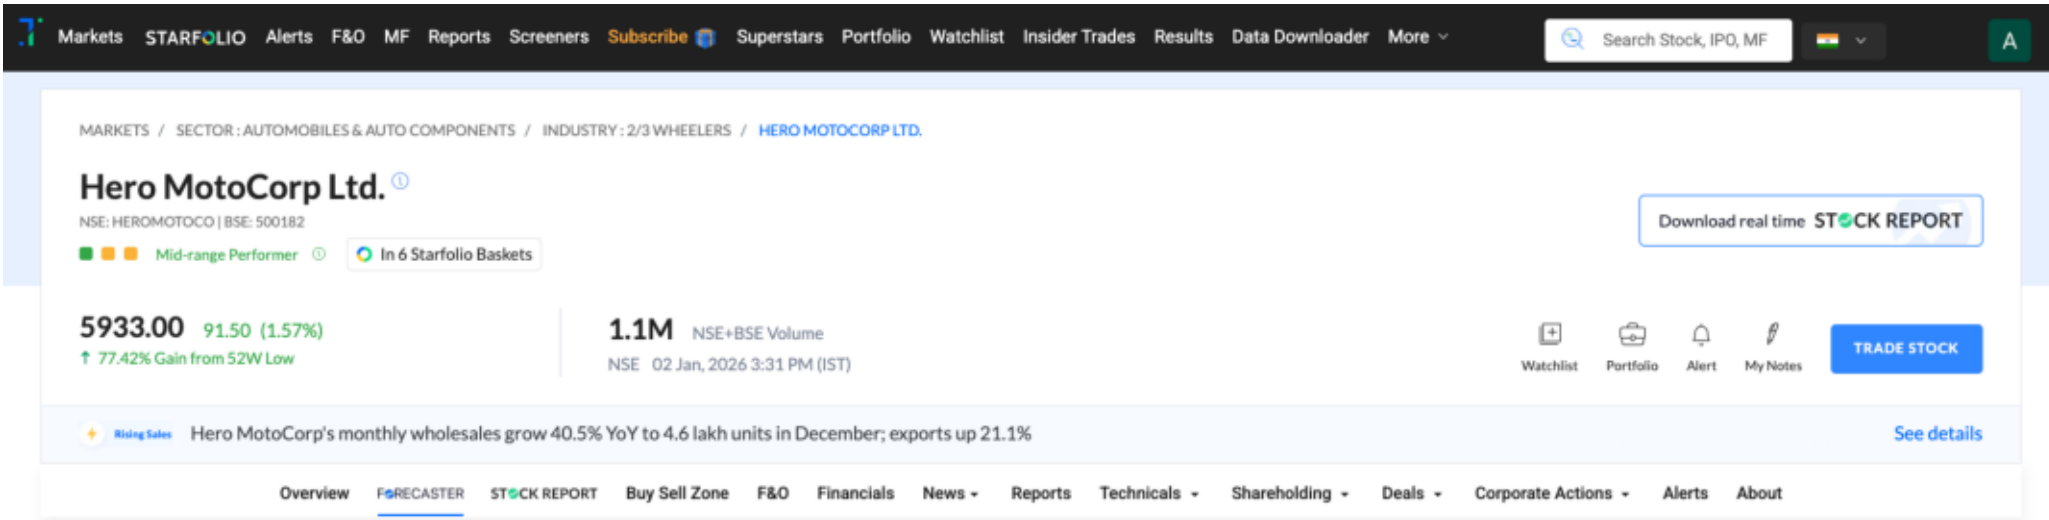 Markets STARFOLIO Alerts F&O MF Reports Screeners Subscribe Superstars Portfolio Watchlist Insider Trades Results Data Downloader More Search Stock, IPO, MF A
MARKETS / SECTOR : AUTOMOBILES & AUTO COMPONENTS / INDUSTRY : 2/3 WHEELERS / HERO MOTOCORP LTD.
Hero MotoCorp Ltd.
NSE: HEROMOTOCO | BSE: 500182
Download real time STOCK REPORT
Mid-range Performer In 6 Starfolio Baskets
5933.00 91.50 (1.57%) 1.1M NSE+BSE Volume
77.42% Gain from 52W Low NSE 02 Jan, 2026 3:31 PM (IST)
Watchlist Portfolio Alert My Notes TRADE STOCK
Rising Sales Hero MotoCorp's monthly wholesales grow 40.5% YoY to 4.6 lakh units in December; exports up 21.1% See details
Overview FORECASTER STOCK REPORT Buy Sell Zone F&O Financials News Reports Technicals Shareholding Deals Corporate Actions Alerts About